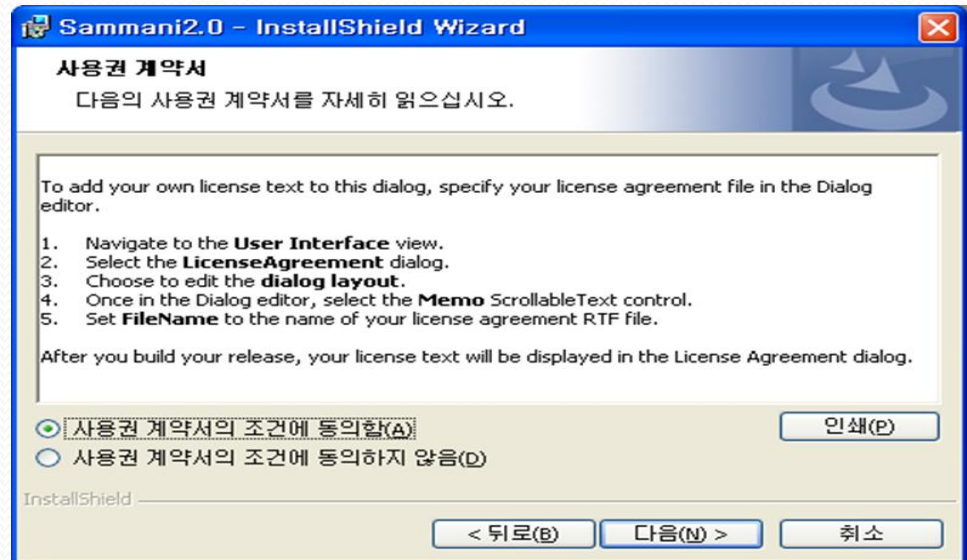 Sammani2.0 - InstallShield Wizard
사용권 계약서
다음의 사용권 계약서를 자세히 읽으십시오.
To add your own license text to this dialog, specify your license agreement file in the Dialog
editor.
1. Navigate to the User Interface view.
2. Select the LicenseAgreement dialog.
3. Choose to edit the dialog layout.
4. Once in the Dialog editor, select the Memo ScrollableText control.
5. Set FileName to the name of your license agreement RTF file.
After you build your release, your license text will be displayed in the License Agreement dialog.
사용권 계약서의 조건에 동의함(A)
인쇄(P)
사용권 계약서의 조건에 동의하지 않음(D)
InstallShield
< 뒤로(B) 다음(N) > 취소